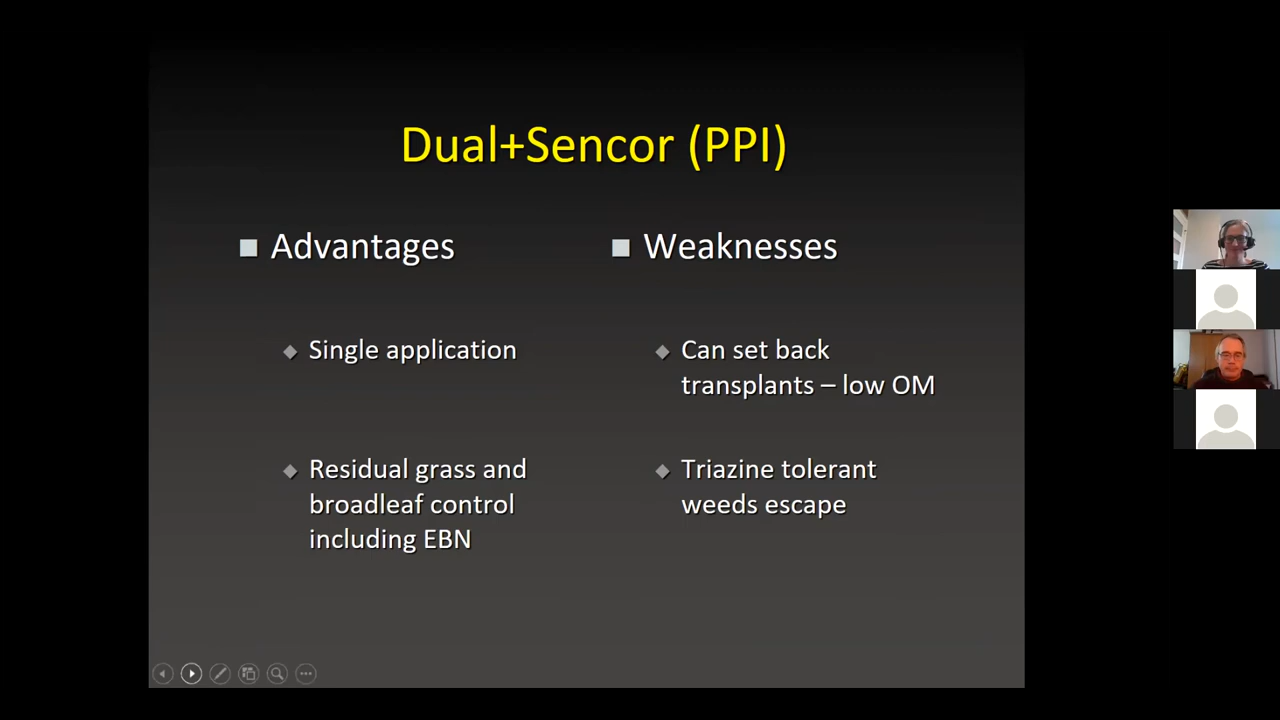 Dual+Sencor (PPI)
Advantages
Single application
Residual grass and
broadleaf control
including EBN
Weaknesses
Can set back
transplants – low OM
Triazine tolerant
weeds escape